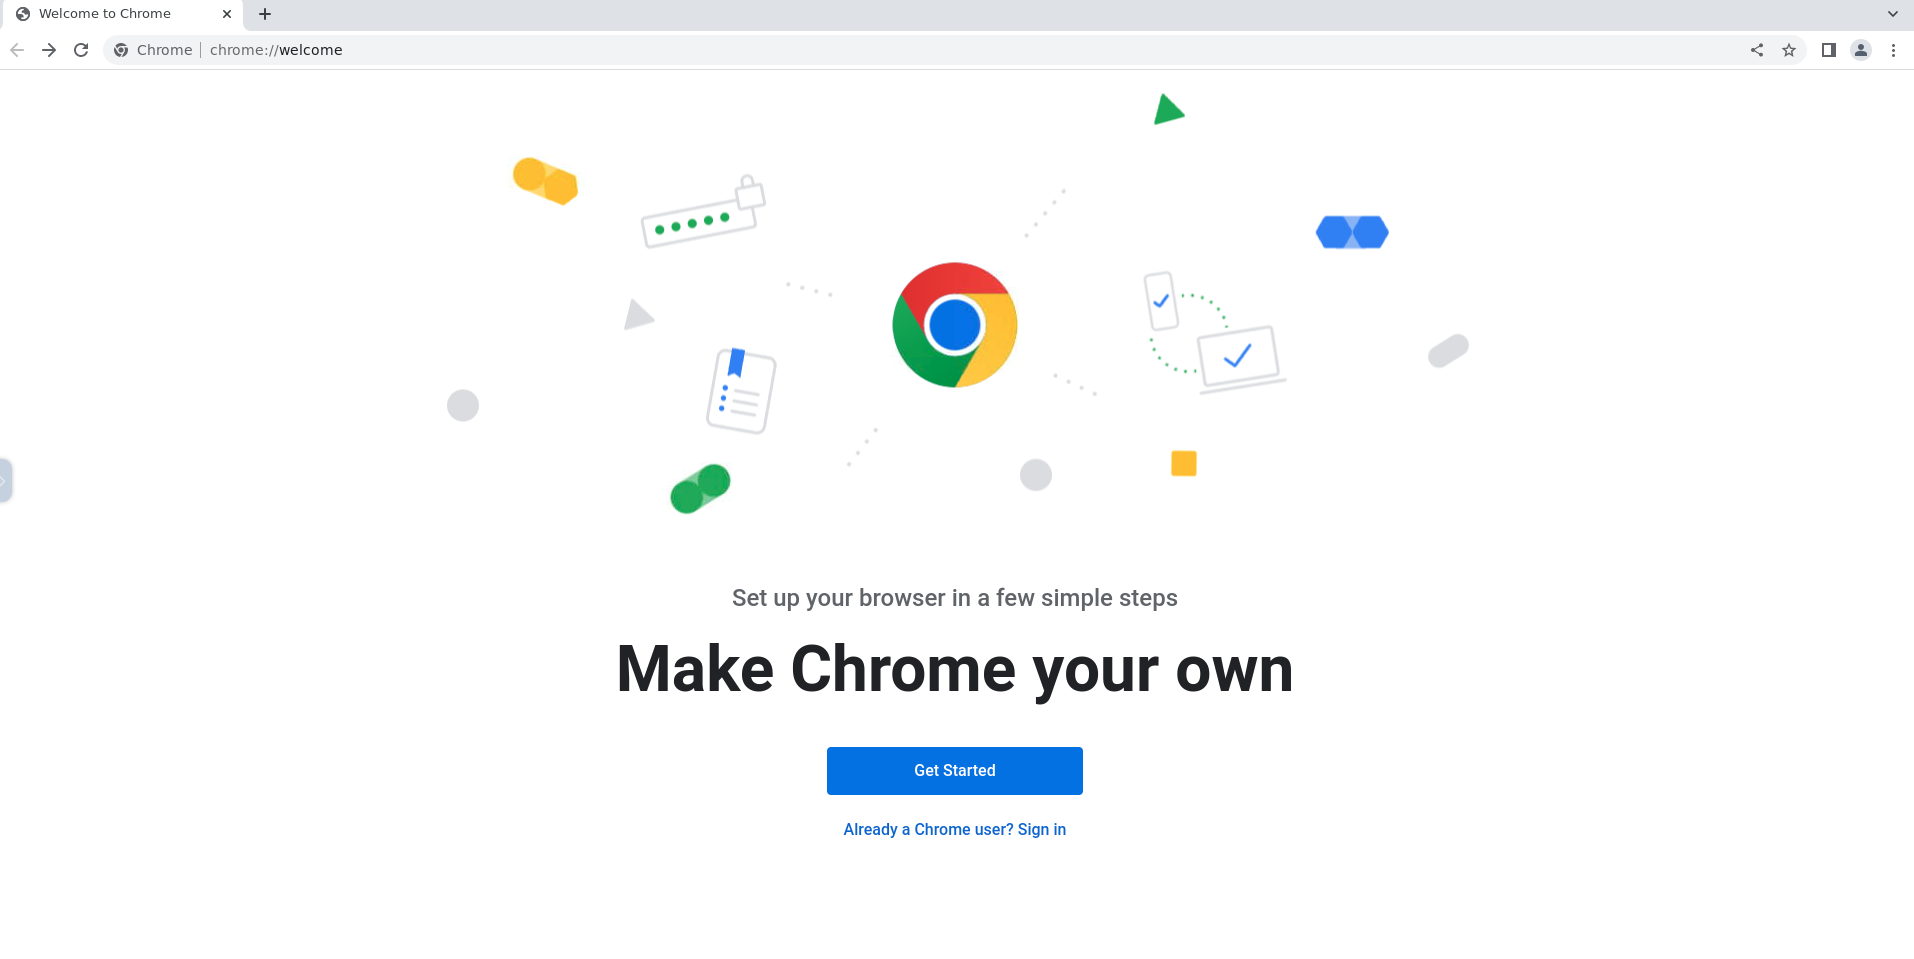 Welcome to Chrome
Chrome | chrome://welcome
Set up your browser in a few simple steps
Make Chrome your own
Get Started
Already a Chrome user? Sign in